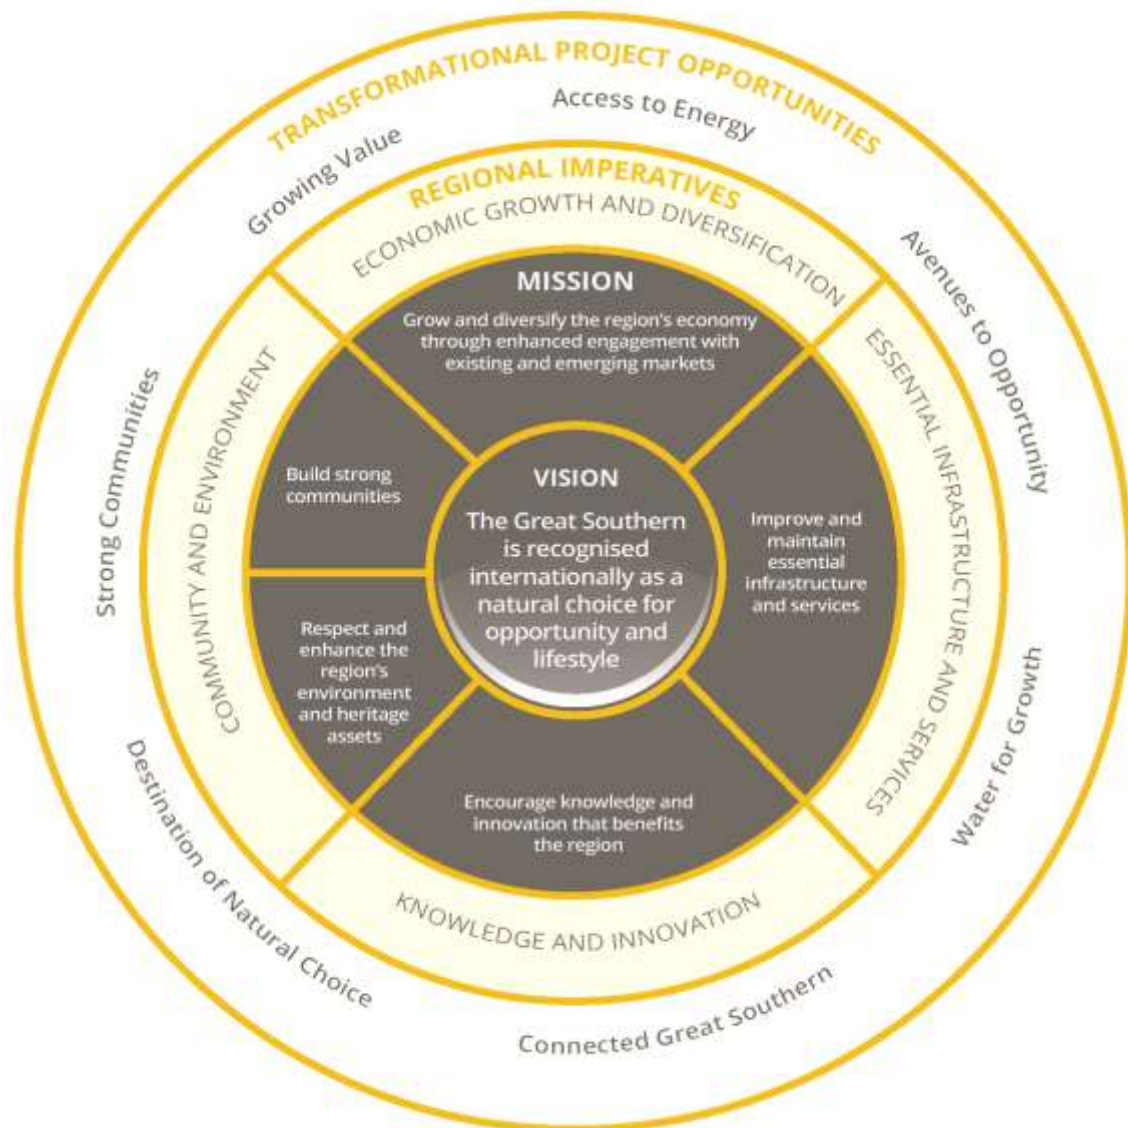 TRANSFORMATIONAL PROJECT OPPORTUNITIES
Growing Value
Access to Energy
Avenues to Opportunity
Water for Growth
Connected Great Southern
Destination of Natural Choice
Strong Communities
REGIONAL IMPERATIVES
ECONOMIC GROWTH AND DIVERSIFICATION
ESSENTIAL INFRASTRUCTURE AND SERVICES
KNOWLEDGE AND INNOVATION
COMMUNITY AND ENVIRONMENT
MISSION
Grow and diversify the region's economy
through enhanced engagement with
existing and emerging markets
Improve and
maintain
essential
infrastructure
and services
Encourage knowledge and
innovation that benefits
the region
Respect and
enhance the
region's
environment
and heritage
assets
Build strong
communities
VISION
The Great Southern
is recognised
internationally as a
natural choice for
opportunity and
lifestyle